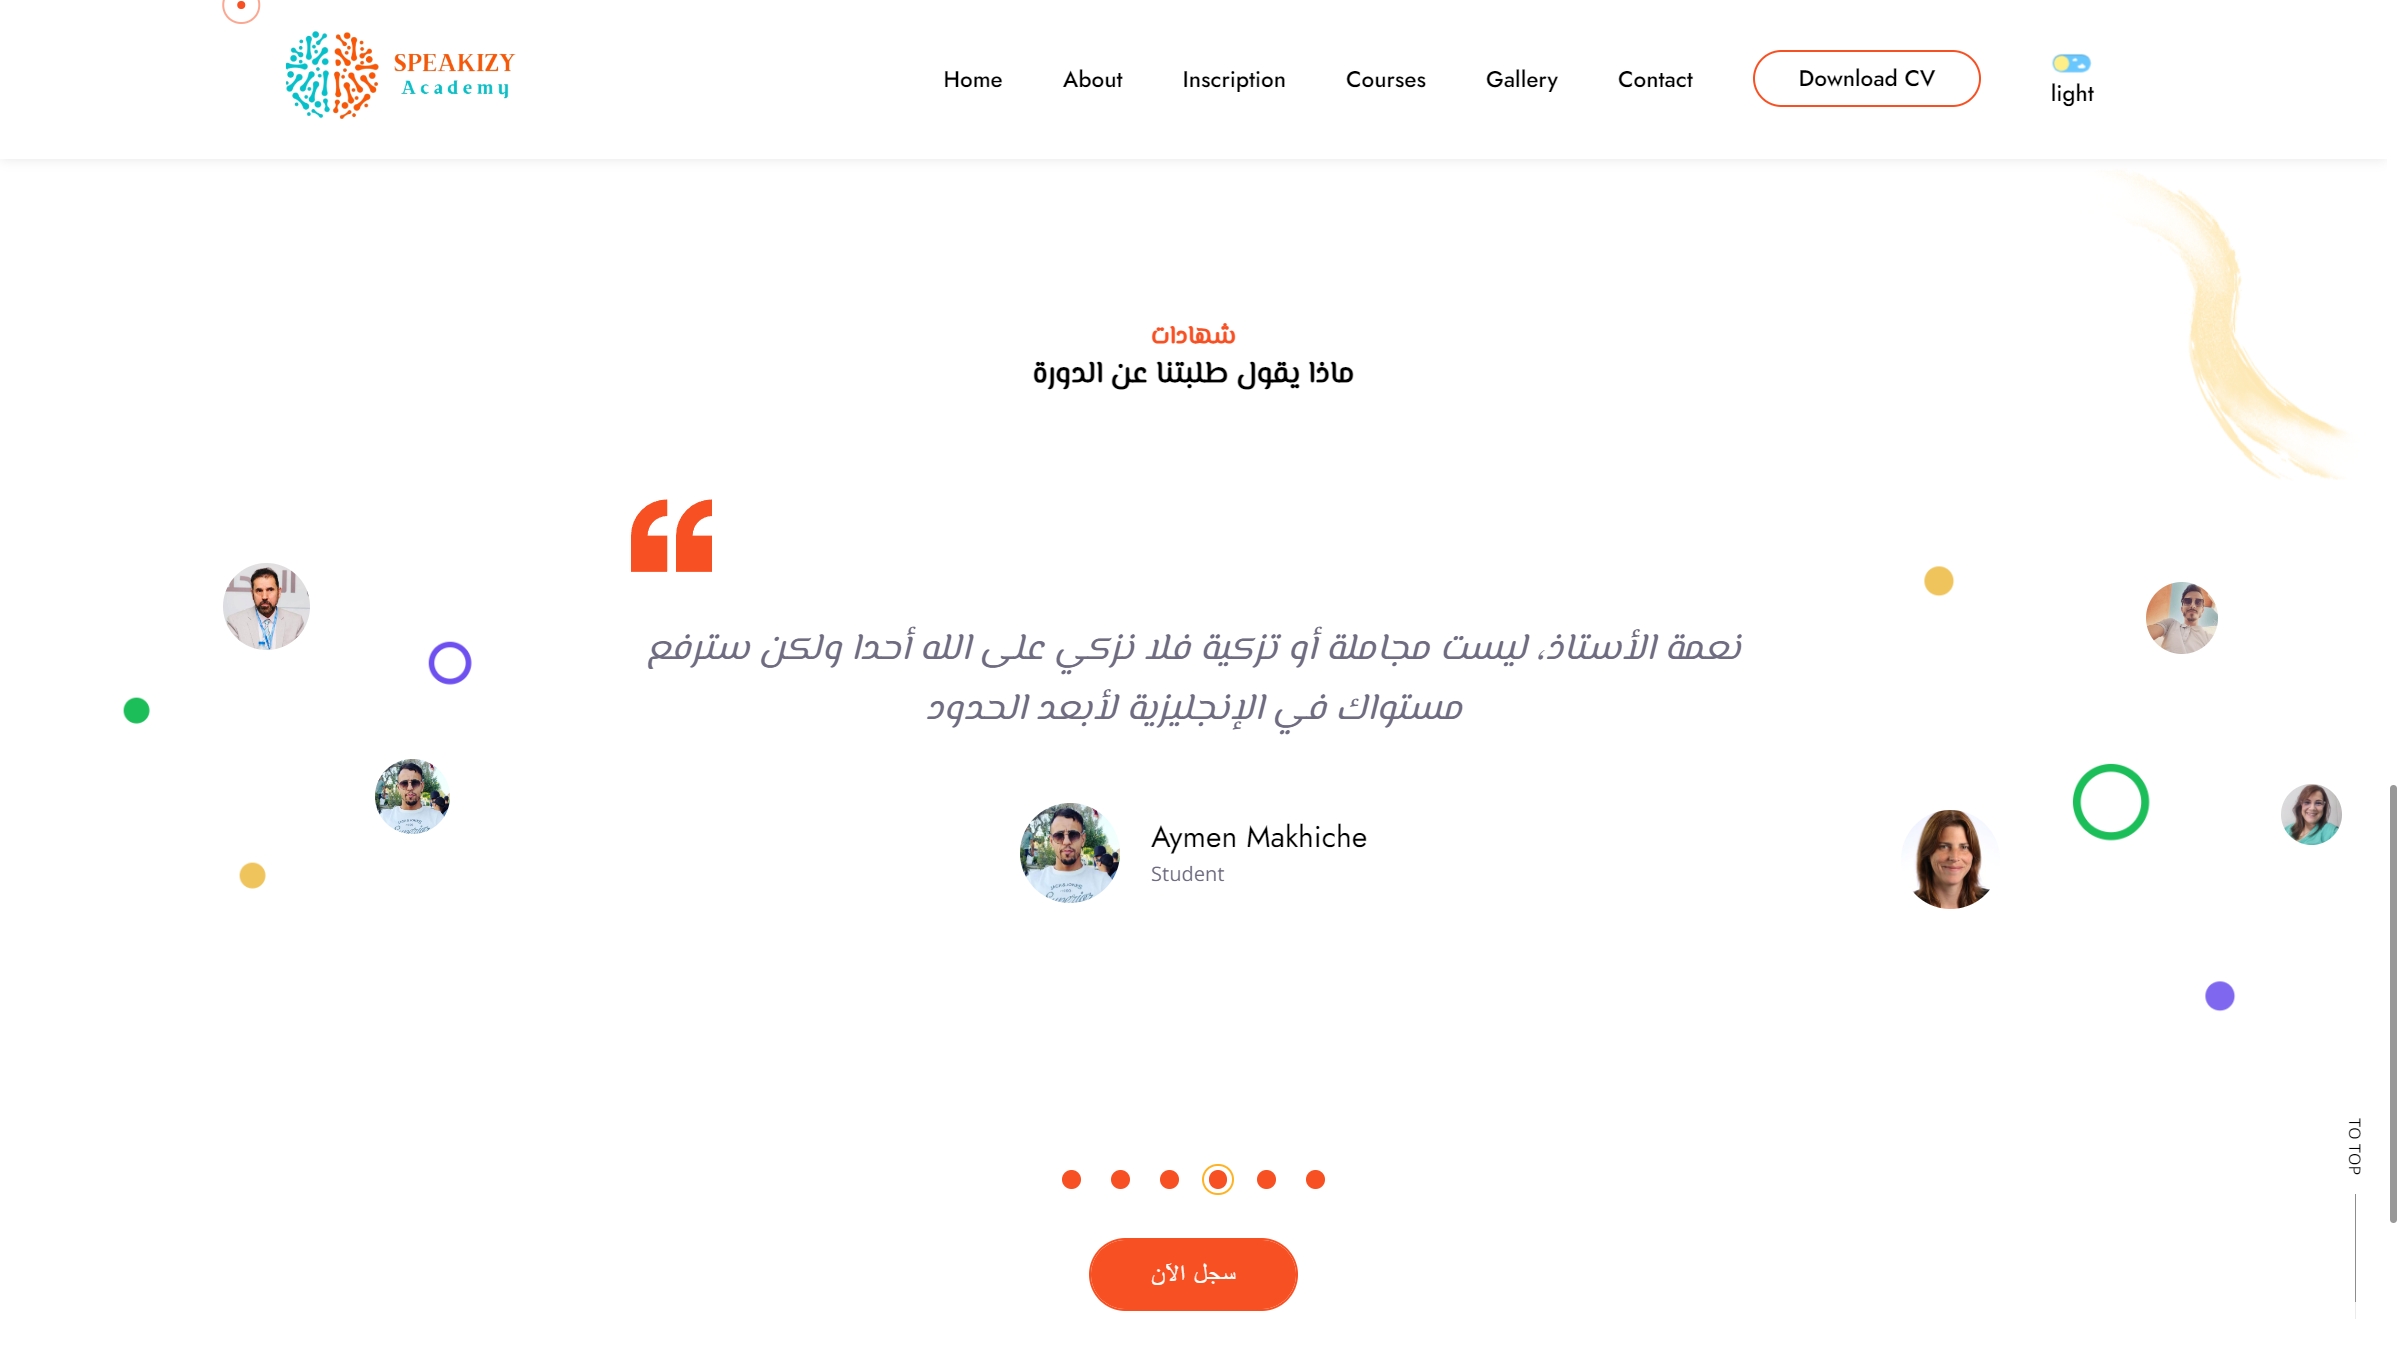 SPEAKIZY
Academy
Home
About
Inscription
Courses
Gallery
Contact
Download CV
light
شهادات
ماذا يقول طلبتنا عن الدورة
نعمة الأستاذ، ليست مجاملة أو تزكية فلا نزكي على الله أحدا ولكن سترفع
مستواك في الإنجليزية لأبعد الحدود
Aymen Makhiche
Student
TO TOP
سجل الآن